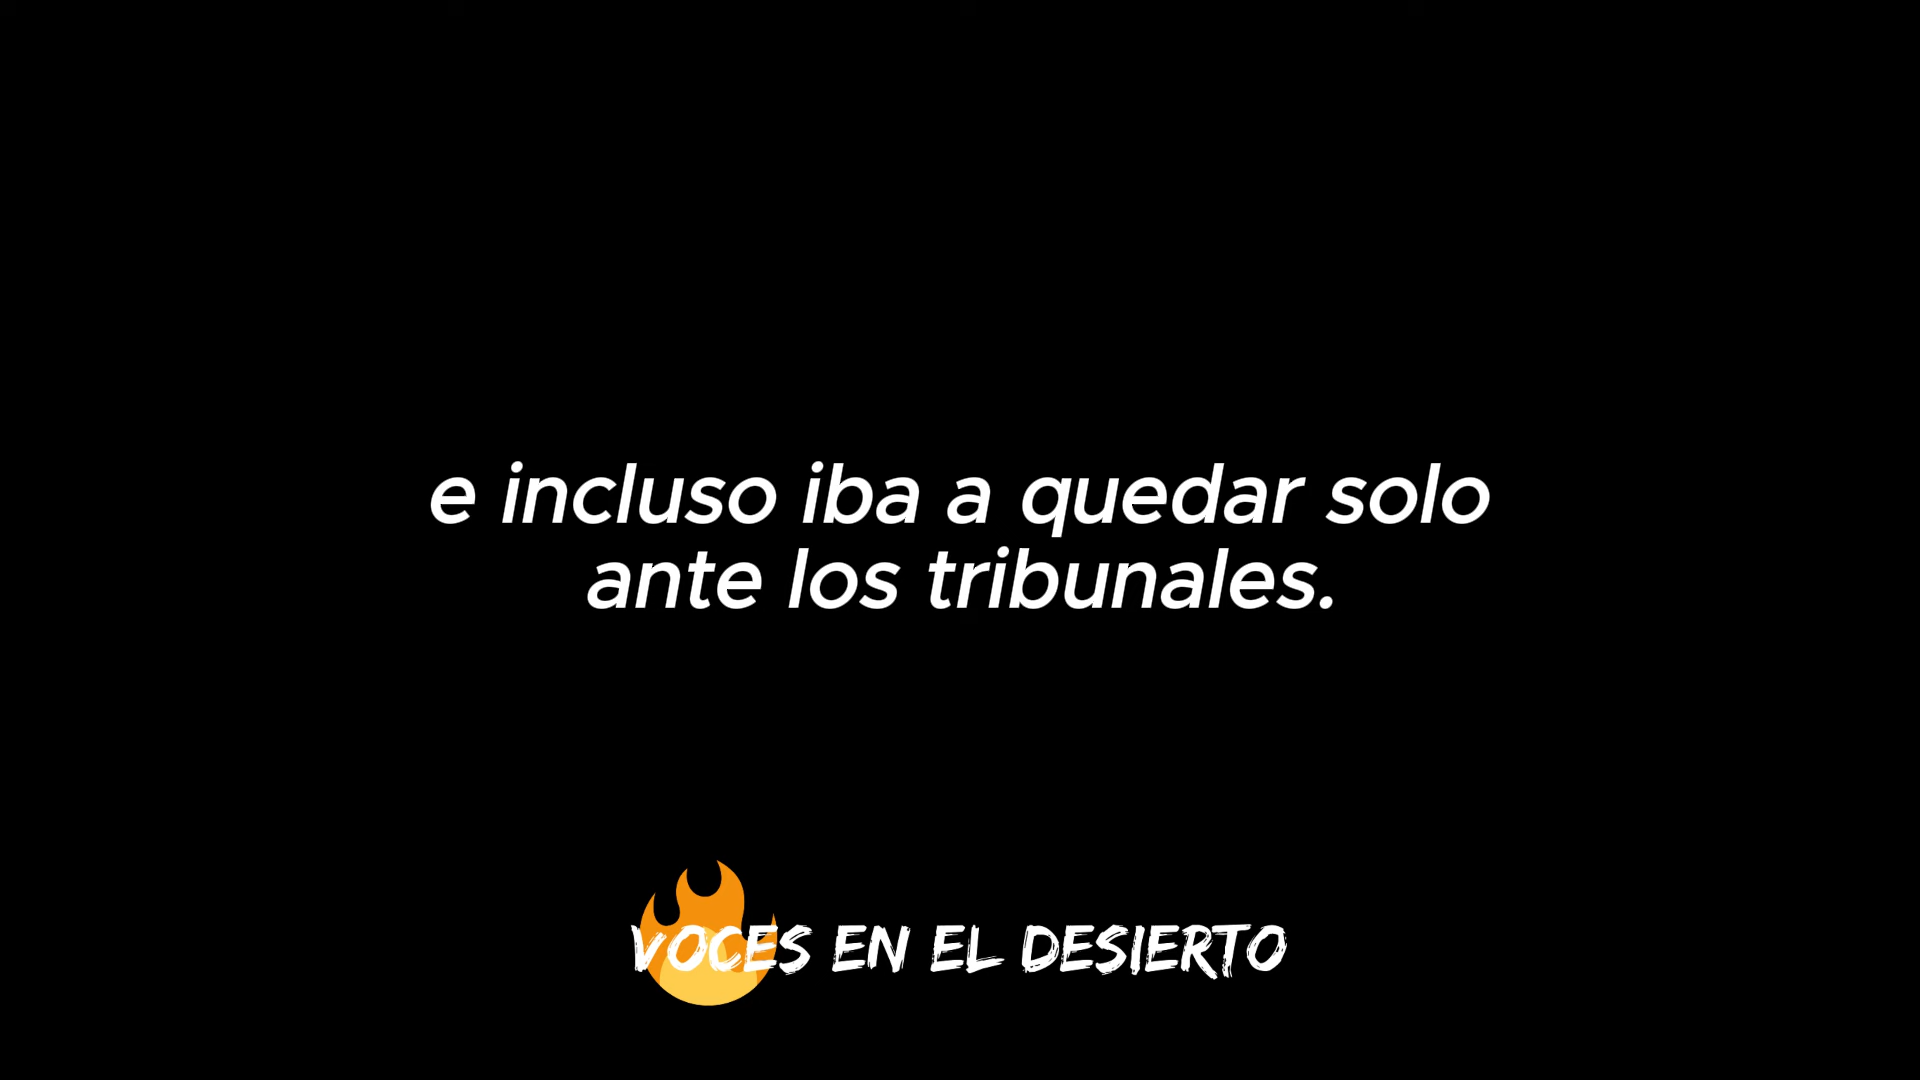 e incluso iba a quedar solo
ante los tribunales.
VOCES EN EL DESIERTO